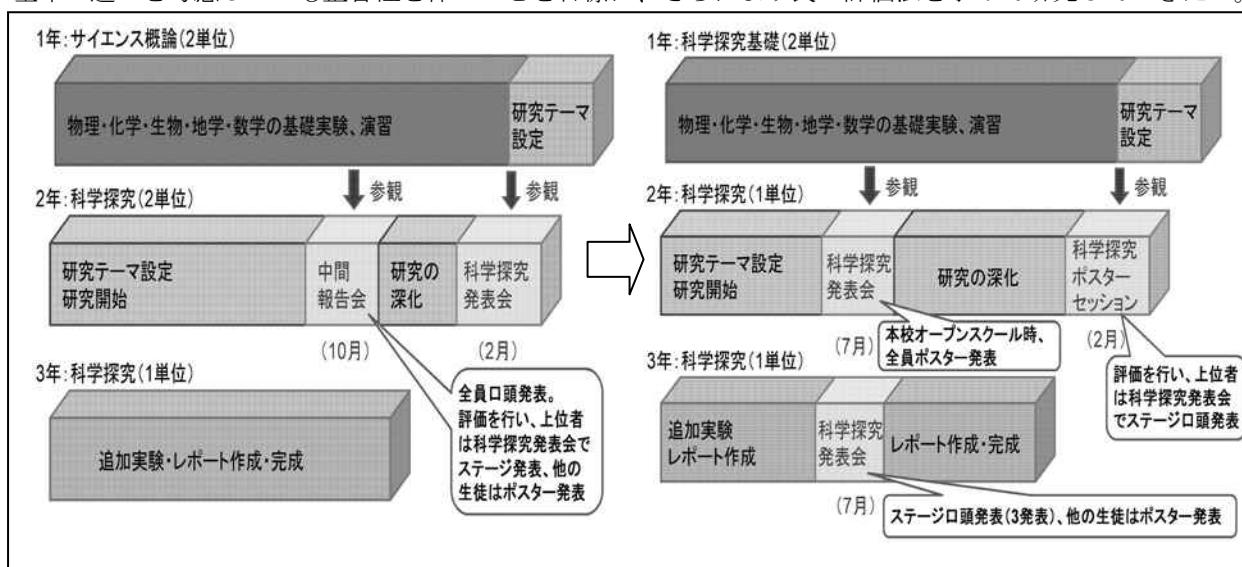 1年:サイエンス概論(2単位)
物理・化学・生物・地学・数学の基礎実験、演習
研究テーマ
設定
参観
参観
2年:科学探究(2単位)
研究テーマ設定
研究開始
中間
報告会
研究の
深化
科学探究
発表会
(10月)
(2月)
全員口頭発表。
評価を行い、上位者
は科学探究発表会で
ステージ発表、他の
生徒はポスター発表
3年:科学探究(1単位)
追加実験・レポート作成・完成
1年:科学探究基礎(2単位)
物理・化学・生物・地学・数学の基礎実験、演習
研究テーマ
設定
参観
参観
2年:科学探究(1単位)
研究テーマ設定
研究開始
科学探究
発表会
研究の深化
科学探究
ポスター
セッション
(7月)
本校オープンスクール時、
全員ポスター発表
(2月)
評価を行い、上位者
は科学探究発表会
でステージ口頭発表
3年:科学探究(1単位)
追加実験
レポート作成
科学探究
発表会
レポート作成・完成
(7月)
ステージ口頭発表(3発表)、他の生徒はポスター発表